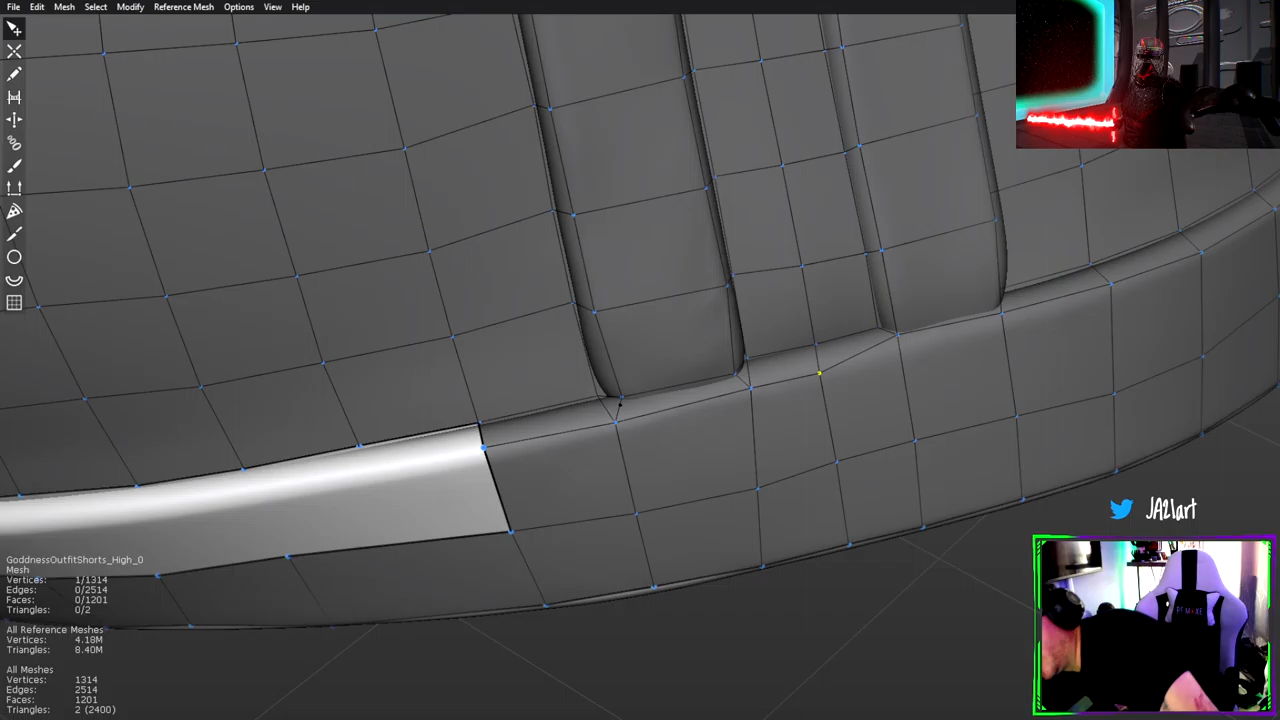 File Edit Mesh Select Modify Reference Mesh Options View Help
GoddnessOutfitShorts_High_0
Mesh
Vertices: 1/1314
Edges: 0/2514
Faces: 0/1201
Triangles: 0/2
All Reference Meshes
Vertices: 4.18M
Triangles: 8.40M
All Meshes
Vertices: 1314
Edges: 2514
Faces: 1201
Triangles: 2 (2400)
JA21art